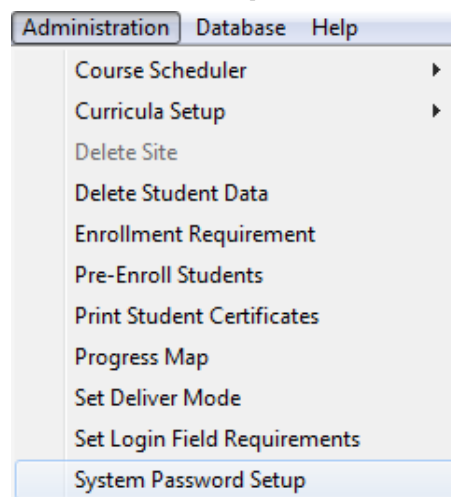 Administration Database Help
Course Scheduler
Curricula Setup
Delete Site
Delete Student Data
Enrollment Requirement
Pre-Enroll Students
Print Student Certificates
Progress Map
Set Deliver Mode
Set Login Field Requirements
System Password Setup